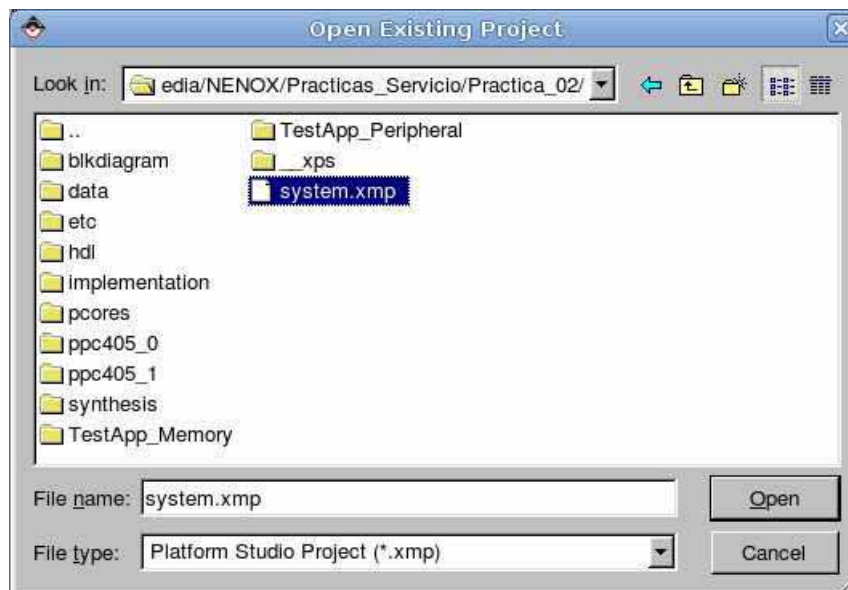 Open Existing Project
Look in: edia/NENOX/Practicas_Servicio/Practica_02/
..
blkdiagram
data
etc
hdl
implementation
pcores
ppc405_0
ppc405_1
synthesis
TestApp_Memory
TestApp_Peripheral
__xps
system.xmp
File name: system.xmp
Open
File type: Platform Studio Project (*.xmp)
Cancel